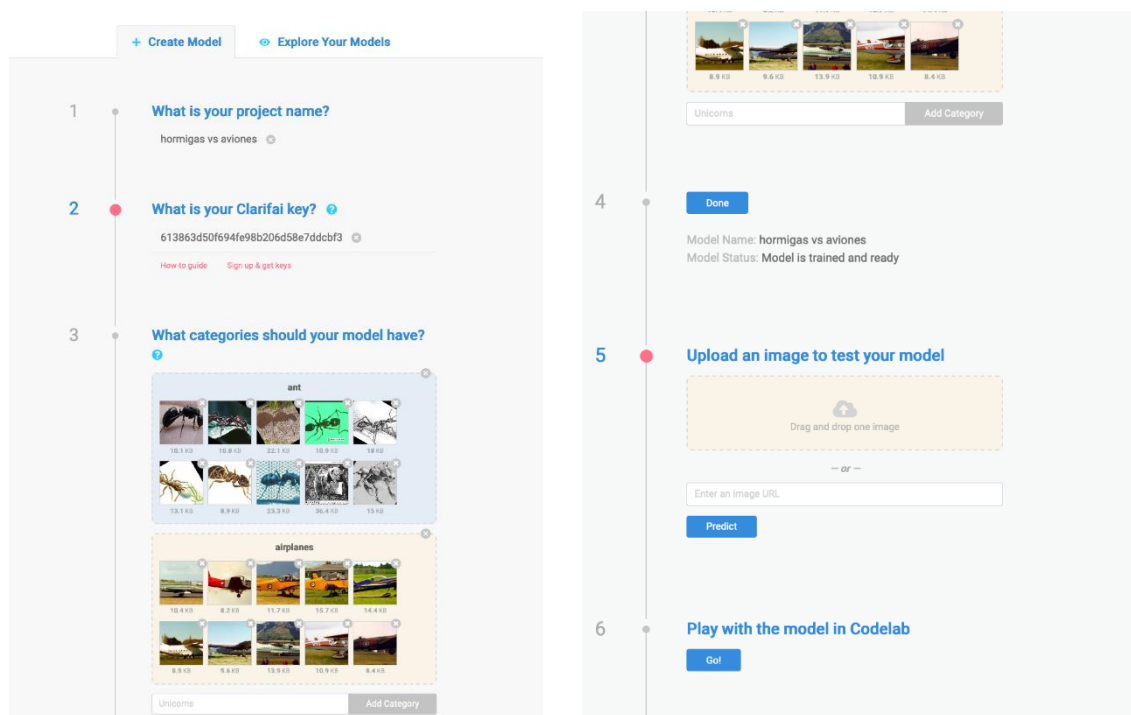 Create Model
Explore Your Models
1
What is your project name?
hormigas vs aviones
2
What is your Clarifai key?
613863d50f694fe98b206d58e7ddcbf3
How-to guide
Sign up & get keys
3
What categories should your model have?
ant
10.1 KB 10.8 KB 22.1 KB 10.9 KB 18 KB
13.1 KB 8.9 KB 23.3 KB 36.4 KB 15 KB
airplanes
10.4 KB 8.2 KB 11.7 KB 15.7 KB 14.4 KB
8.9 KB 9.6 KB 13.9 KB 10.9 KB 8.4 KB
Unicorns
Add Category
8.9 KB 9.6 KB 13.9 KB 10.9 KB 8.4 KB
Unicorns
Add Category
4
Done
Model Name: hormigas vs aviones
Model Status: Model is trained and ready
5
Upload an image to test your model
Drag and drop one image
— or —
Enter an image URL
Predict
6
Play with the model in Codelab
Go!